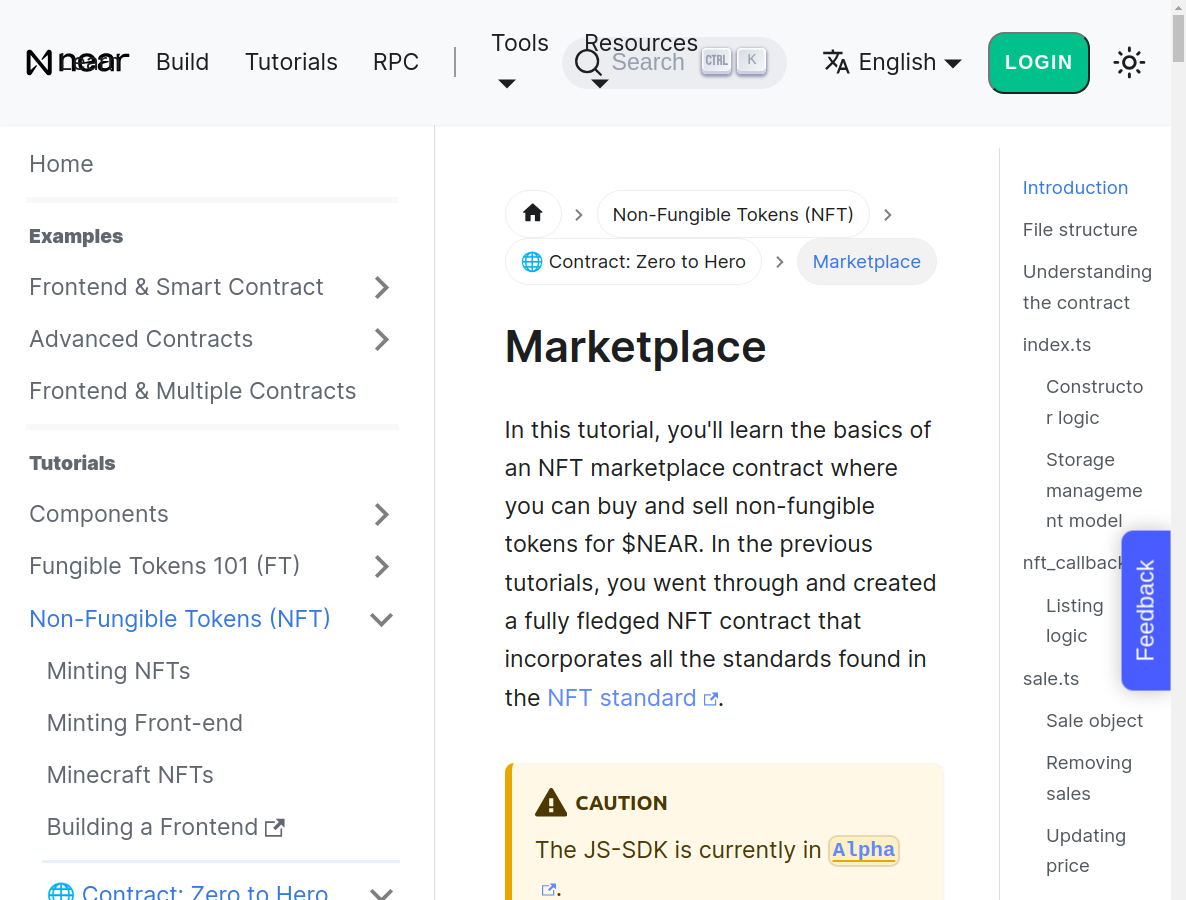 near
Learn
Build
Tutorials
RPC
Tools
Resources
Search
CTRL
K
English
LOGIN
Home
Examples
Frontend & Smart Contract
Advanced Contracts
Frontend & Multiple Contracts
Tutorials
Components
Fungible Tokens 101 (FT)
Non-Fungible Tokens (NFT)
Minting NFTs
Minting Front-end
Minecraft NFTs
Building a Frontend
Contract: Zero to Hero
Non-Fungible Tokens (NFT)
Contract: Zero to Hero
Marketplace
Marketplace
In this tutorial, you'll learn the basics of
an NFT marketplace contract where
you can buy and sell non-fungible
tokens for $NEAR. In the previous
tutorials, you went through and created
a fully fledged NFT contract that
incorporates all the standards found in
the NFT standard.
CAUTION
The JS-SDK is currently in Alpha
.
Introduction
File structure
Understanding
the contract
index.ts
Constructo
r logic
Storage
manageme
nt model
nft_callback
Listing
logic
sale.ts
Sale object
Removing
sales
Updating
price
Feedback